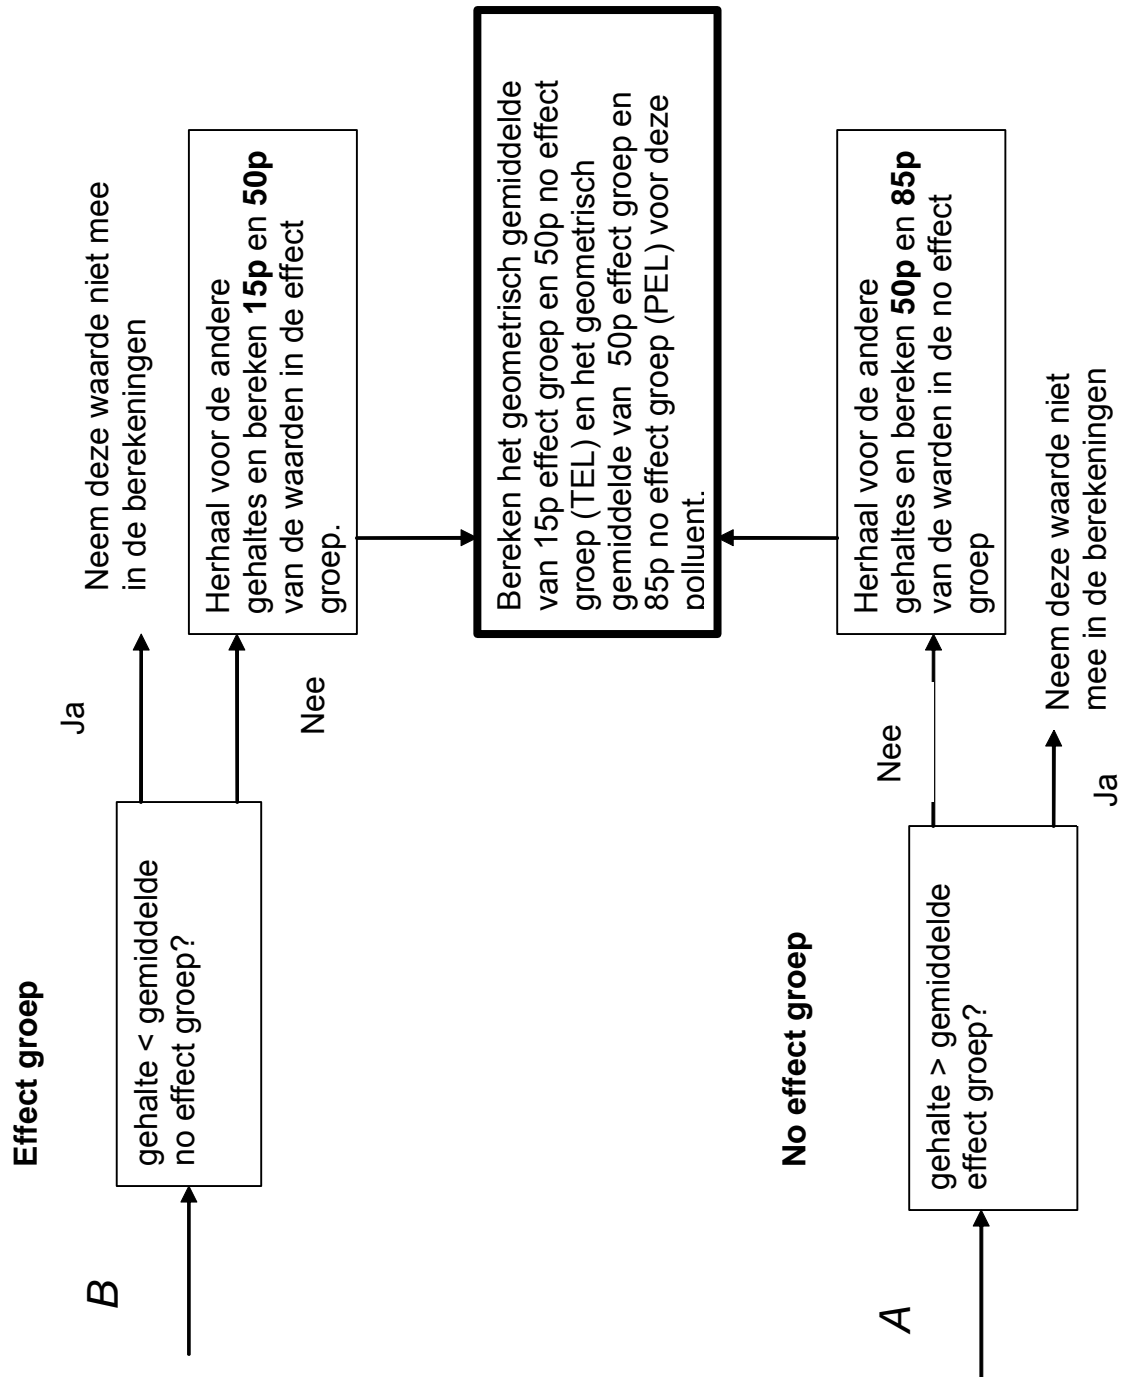 Effect groep
B
gehalte < gemiddelde
no effect groep?
Ja
Neem deze waarde niet mee
in de berekeningen
Nee
Herhaal voor de andere
gehaltes en bereken 15p en 50p
van de waarden in de effect
groep.
Bereken het geometrisch gemiddelde
van 15p effect groep en 50p no effect
groep (TEL) en het geometrisch
gemiddelde van 50p effect groep en
85p no effect groep (PEL) voor deze
polluent.
No effect groep
A
gehalte > gemiddelde
effect groep?
Nee
Herhaal voor de andere
gehaltes en bereken 50p en 85p
van de warden in de no effect
groep
Ja
Neem deze waarde niet
mee in de berekeningen